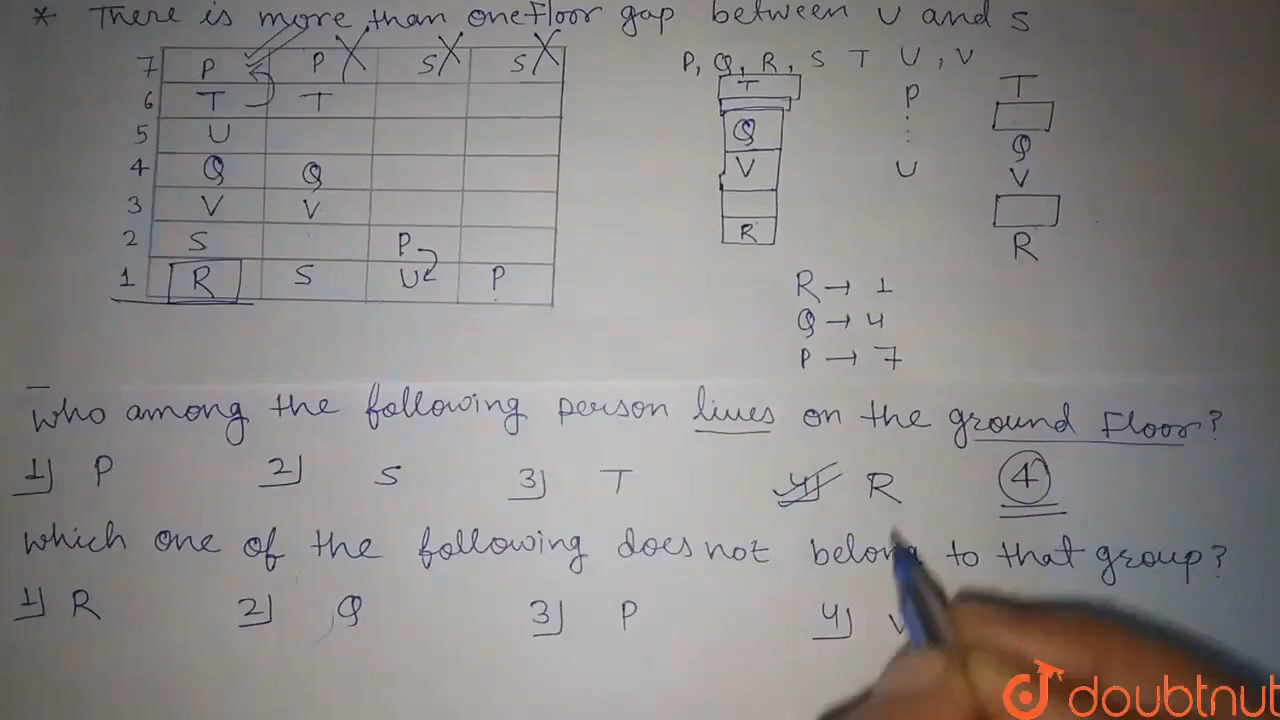 * There is more than one Floor gap between U and S
7 P P S S
6 T T
5 U
4 Q Q
3 V V
2 S P
1 R S U P
P, Q, R, S T U, V
T
Q
V
R
P
U
T
Q
V
R
R → 1
Q → 4
P → 7
who among the following person lives on the ground Floor?
1) P 2) S 3) T 4) R 4
which one of the following does not belong to that group?
1) R 2) Q 3) P 4) V
doubtnut